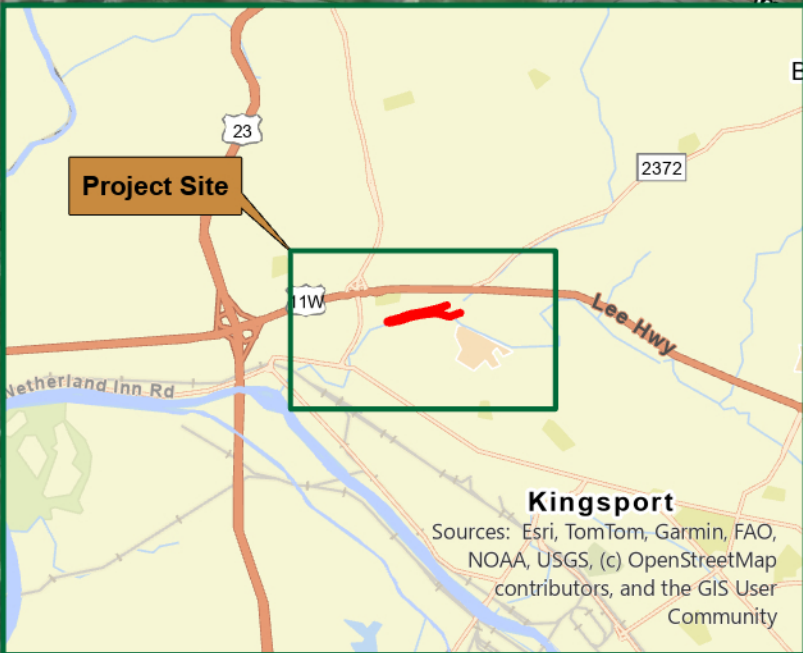 B
23
2372
Project Site
11W
Lee Hwy
Netherland Inn Rd
Kingsport
Sources: Esri, TomTom, Garmin, FAO,
NOAA, USGS, (c) OpenStreetMap
contributors, and the GIS User
Community